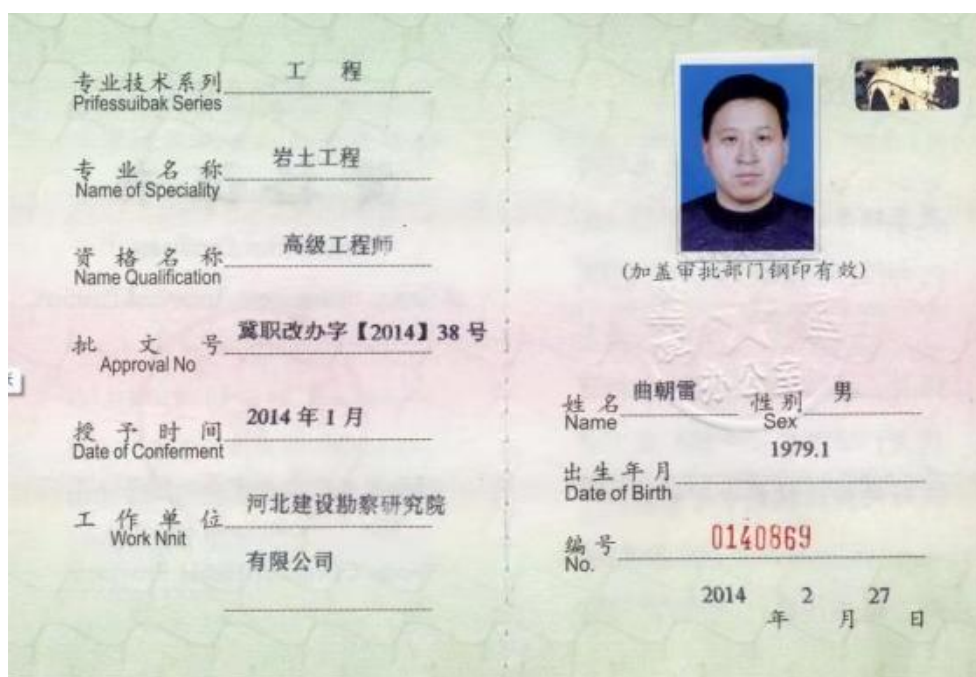 专业技术系列 工 程
Prifessuibak Series
专业名称 岩土工程
Name of Speciality
资格名称 高级工程师
Name Qualification
批文号 冀职改办字【2014】38 号
Approval No
授予时间 2014 年 1 月
Date of Conferment
工作单位 河北建设勘察研究院
Work Nnit
有限公司
(加盖审批部门钢印有效)
办公室
姓名 曲朝雷 性别 男
Name Sex
1979.1
出生年月
Date of Birth
编号 0140869
No.
2014 2 27
年 月 日